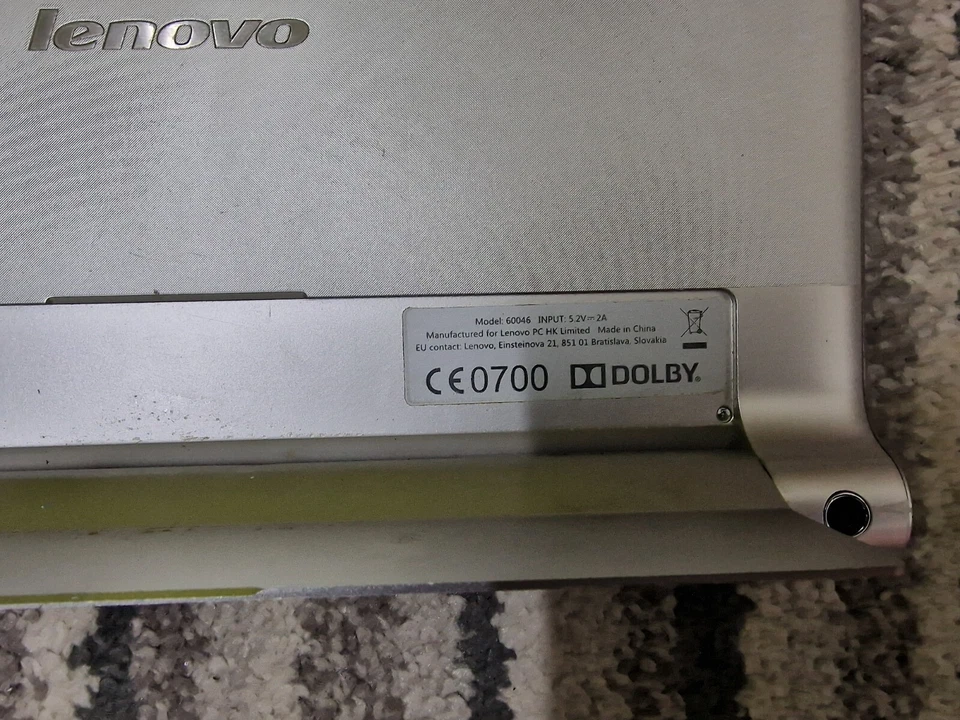 lenovo
Model: 60046 INPUT: 5.2V⎓2A
Manufactured for Lenovo PC HK Limited Made in China
EU contact: Lenovo, Einsteinova 21, 851 01 Bratislava. Slovakia
CE0700 DOLBY®